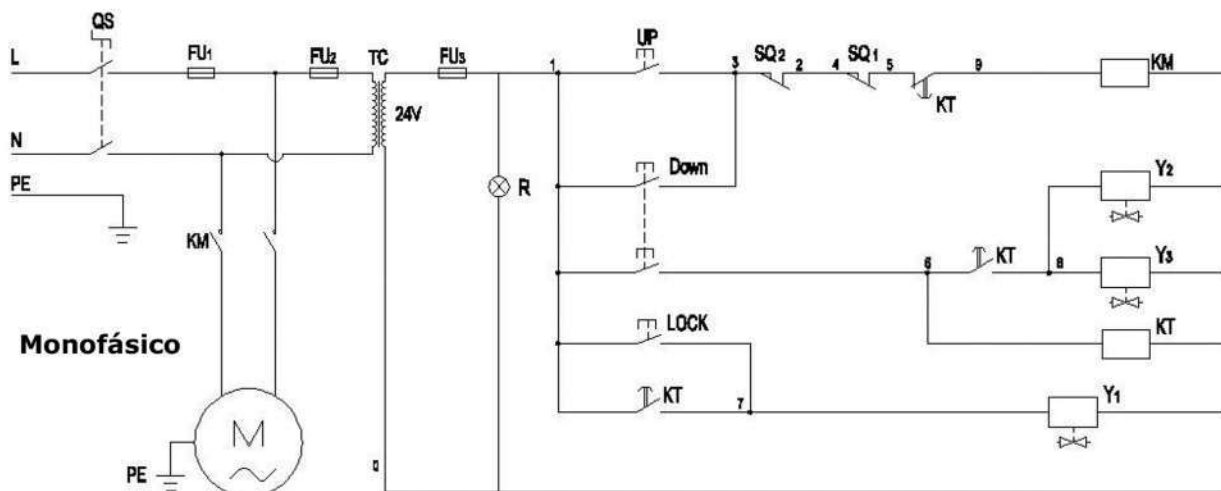 QS
L
FU1
FU2
TC
FU3
1
UP
3
SQ2
2
4
SQ1
5
KT
9
KM
24V
N
PE
R
Down
Y2
KM
6
KT
8
Y3
Monofásico
LOCK
KT
KT
7
Y1
M
PE
0